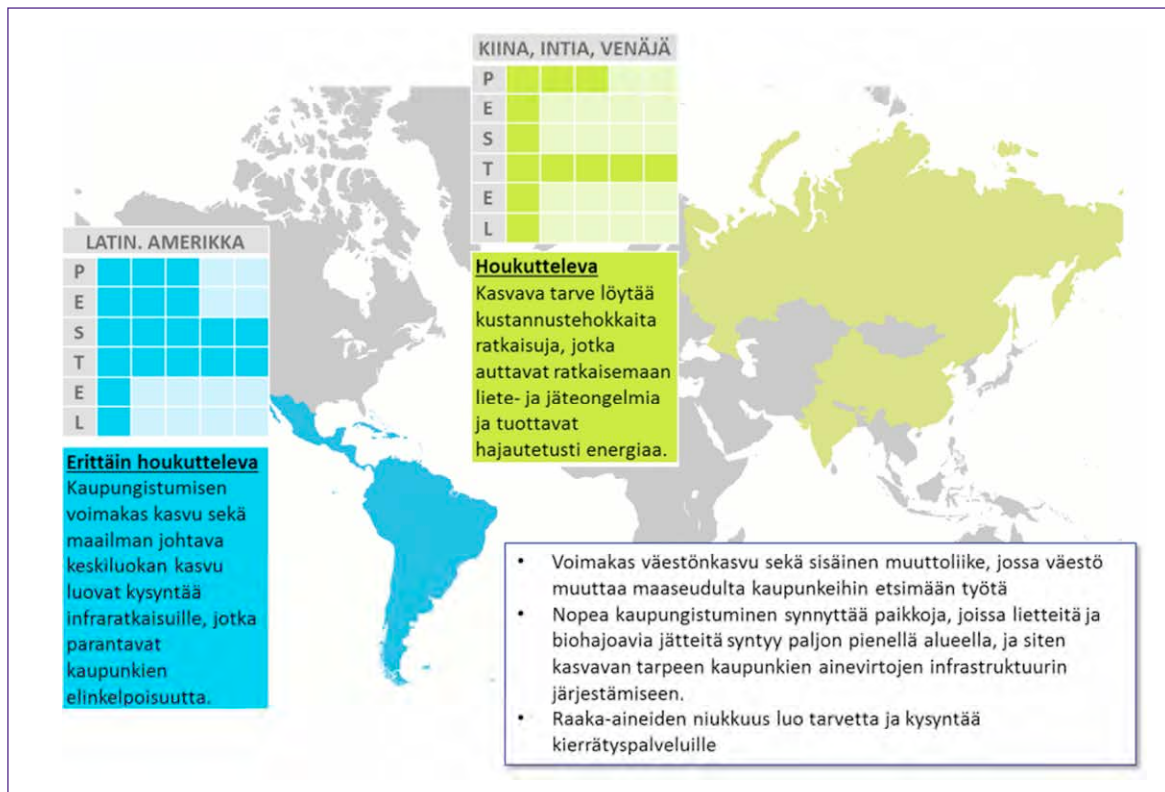 KIINA, INTIA, VENÄJÄ
P
E
S
T
E
L
Houkutteleva
Kasvava tarve löytää
kustannustehokkaita
ratkaisuja, jotka
auttavat ratkaisemaan
liete- ja jäteongelmia
ja tuottavat
hajautetusti energiaa.
LATIN. AMERIKKA
P
E
S
T
E
L
Erittäin houkutteleva
Kaupungistumisen
voimakas kasvu sekä
maailman johtava
keskiluokan kasvu
luovat kysyntää
infraratkaisuille, jotka
parantavat
kaupunkien
elinkelpoisuutta.
• Voimakas väestönkasvu sekä sisäinen muuttoliike, jossa väestö
muuttaa maaseudulta kaupunkeihin etsimään työtä
• Nopea kaupungistuminen synnyttää paikkoja, joissa lietteitä ja
biohajoavia jätteitä syntyy paljon pienellä alueella, ja siten
kasvavan tarpeen kaupunkien ainevirtojen infrastruktuurin
järjestämiseen.
• Raaka-aineiden niukkuus luo tarvetta ja kysyntää
kierrätyspalveluille